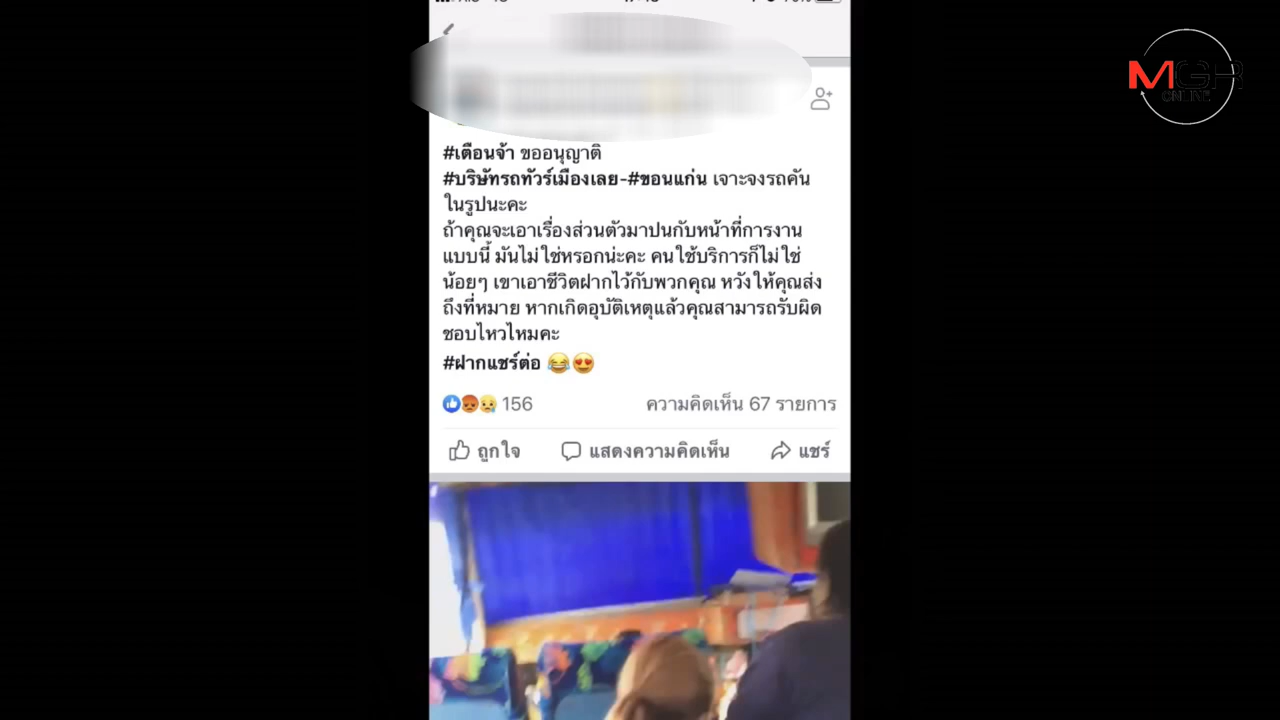 MGR
ONLINE
#เตือนจ้า ขออนุญาติ
#บริษัทรถทัวร์เมืองเลย-#ขอนแก่น เจาะจงรถคัน
ในรูปนะคะ
ถ้าคุณจะเอาเรื่องส่วนตัวมาปนกับหน้าที่การงาน
แบบนี้ มันไม่ใช่หรอกน่ะคะ คนใช้บริการก็ไม่ใช่
น้อยๆ เขาเอาชีวิตฝากไว้กับพวกคุณ หวังให้คุณส่ง
ถึงที่หมาย หากเกิดอุบัติเหตุแล้วคุณสามารถรับผิด
ชอบไหวไหมคะ
#ฝากแชร์ต่อ 😂😍
156 ความคิดเห็น 67 รายการ
ถูกใจ แสดงความคิดเห็น แชร์